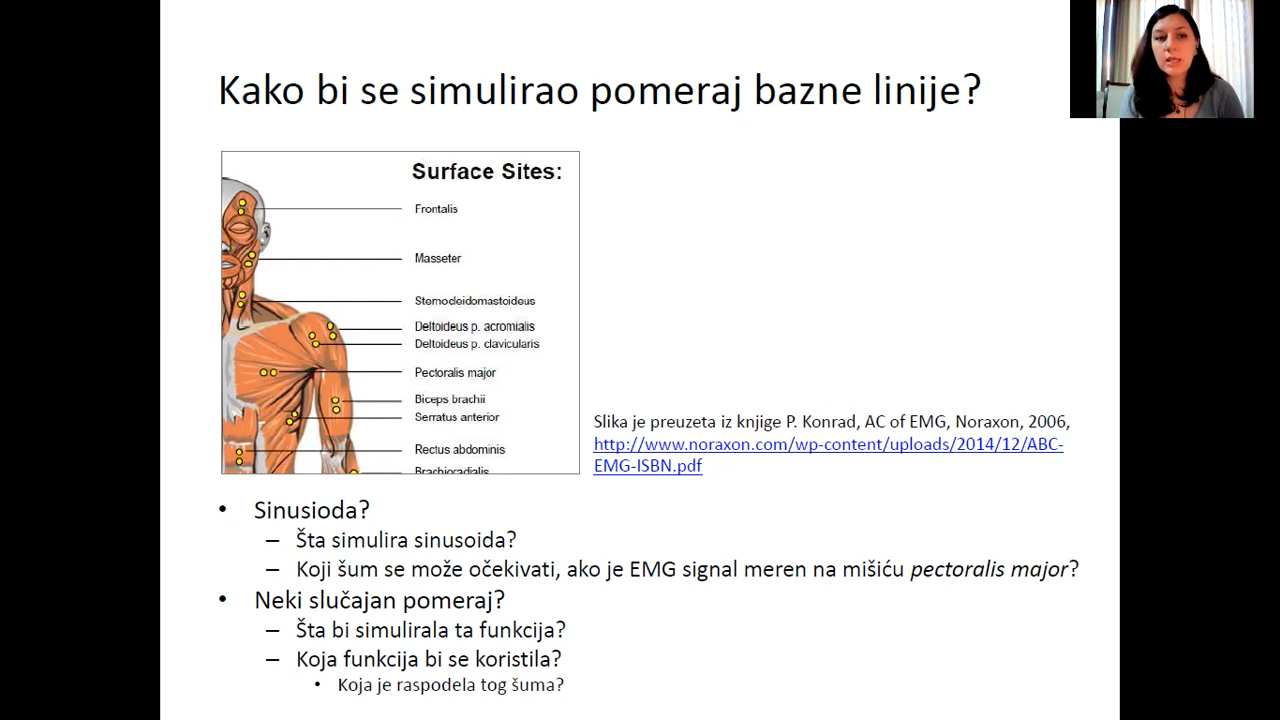 Kako bi se simulirao pomeraj bazne linije?
Surface Sites:
Frontalis
Masseter
Sternocleidomastoideus
Deltoideus p. acromialis
Deltoideus p. clavicularis
Pectoralis major
Biceps brachii
Serratus anterior
Rectus abdominis
Brachioradialis
Slika je preuzeta iz knjige P. Konrad, AC of EMG, Noraxon, 2006,
http://www.noraxon.com/wp-content/uploads/2014/12/ABC-
EMG-ISBN.pdf
• Sinusioda?
– Šta simulira sinusoida?
– Koji šum se može očekivati, ako je EMG signal meren na mišiću pectoralis major?
• Neki slučajan pomeraj?
– Šta bi simulirala ta funkcija?
– Koja funkcija bi se koristila?
• Koja je raspodela tog šuma?